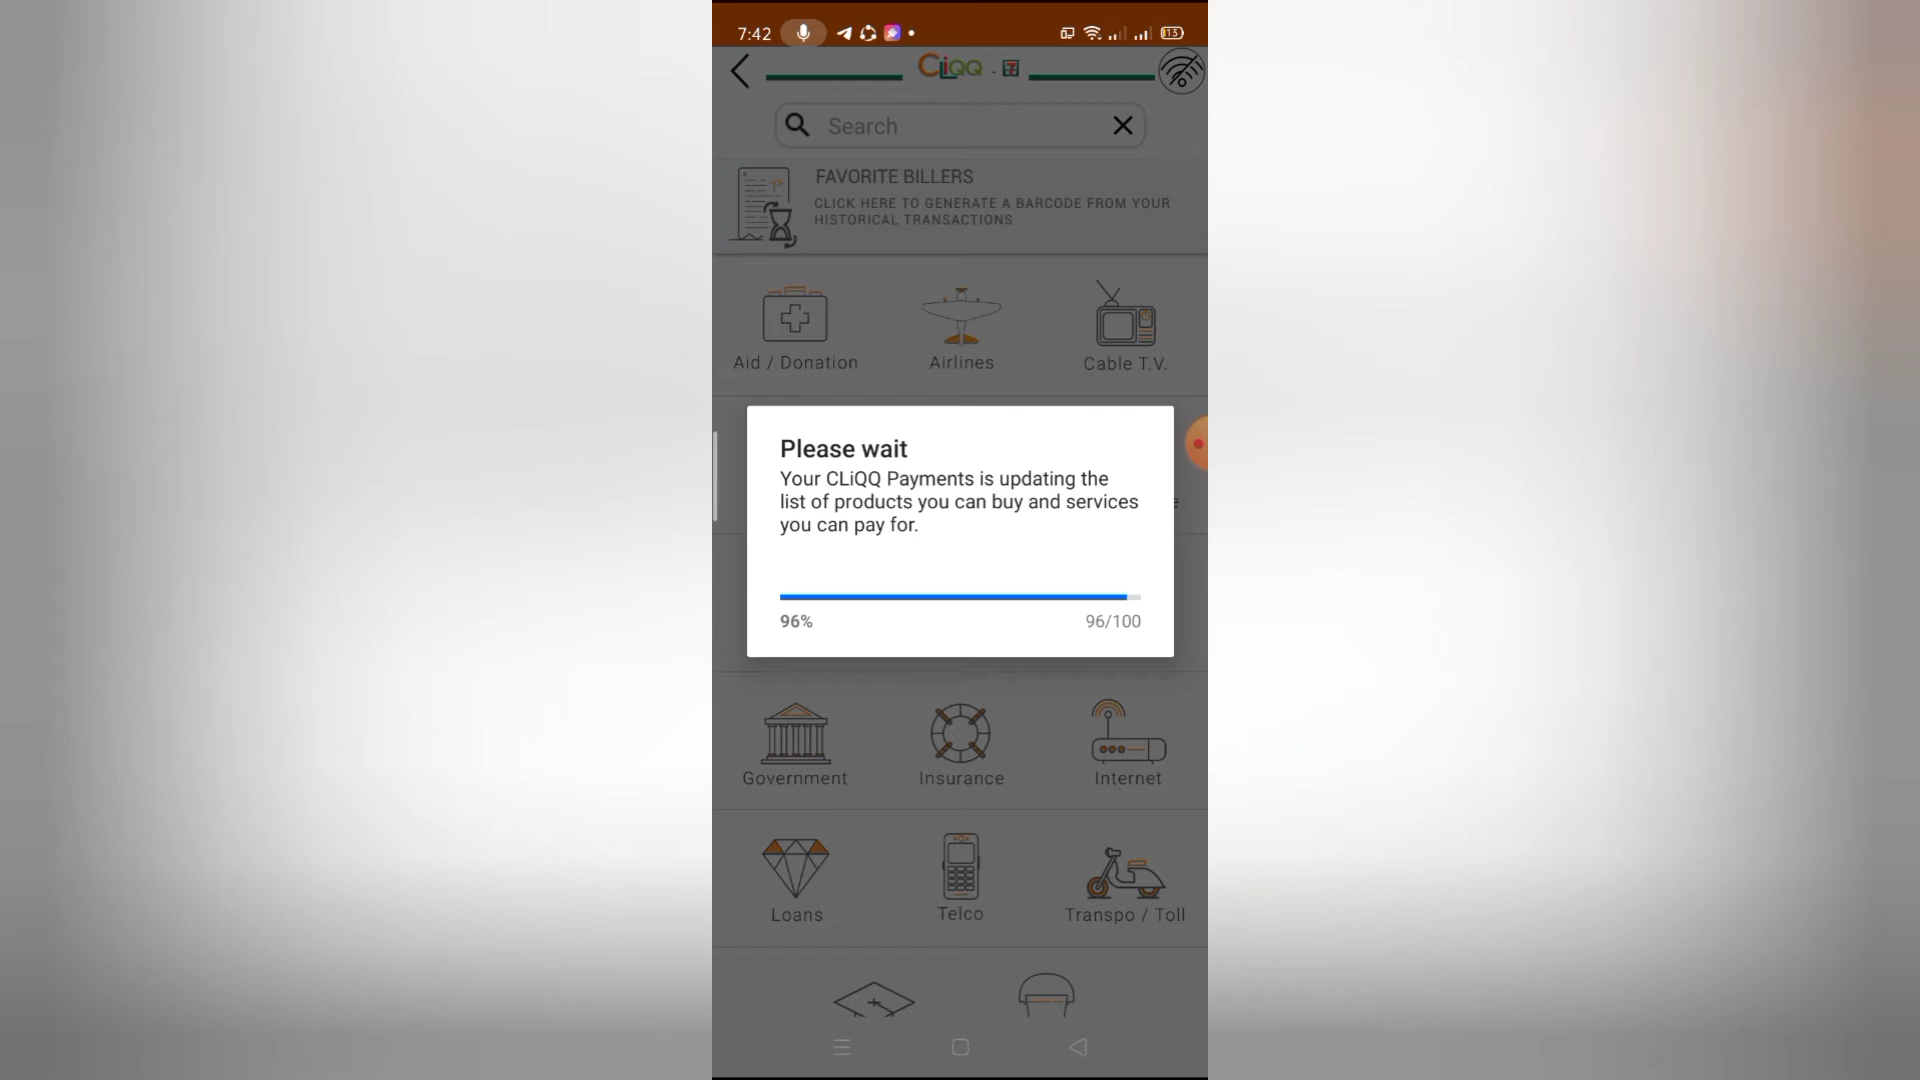 7:42
13
CLiQQ
7
Search
FAVORITE BILLERS
CLICK HERE TO GENERATE A BARCODE FROM YOUR
HISTORICAL TRANSACTIONS
Aid / Donation
Airlines
Cable T.V.
Please wait
Your CLiQQ Payments is updating the
list of products you can buy and services
you can pay for.
96%
96/100
Government
Insurance
Internet
Loans
Telco
Transpo / Toll